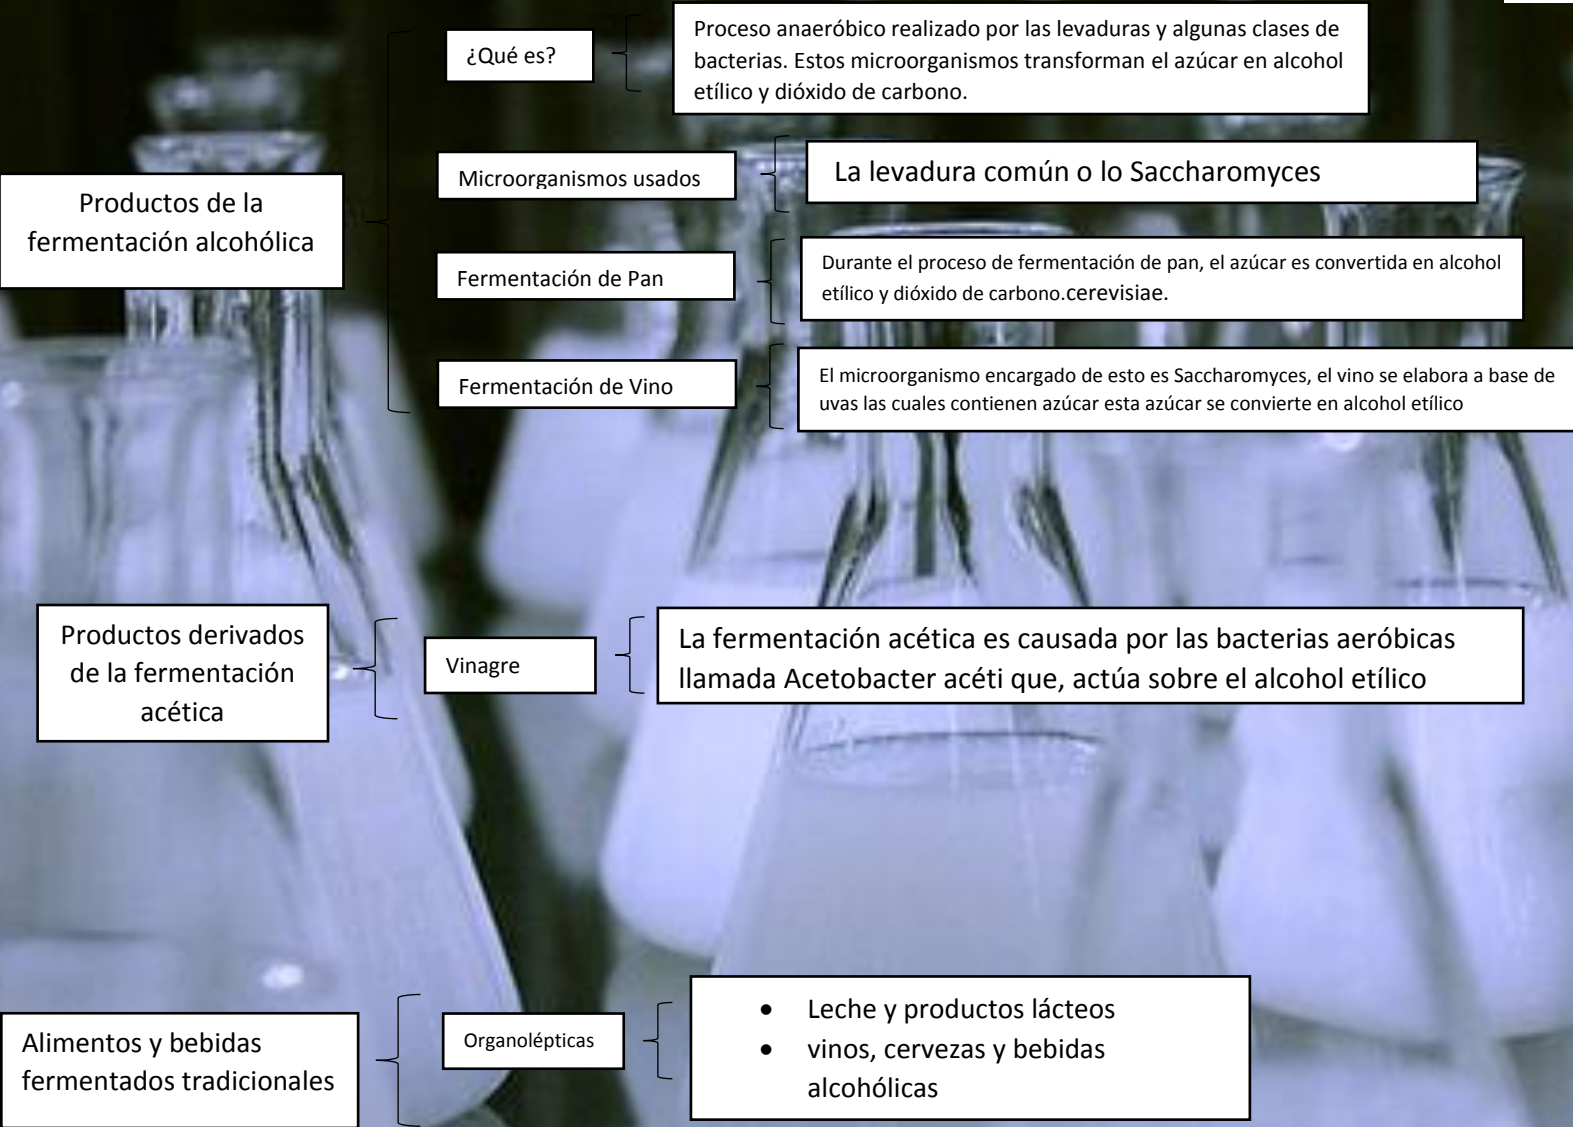 ¿Qué es?
Proceso anaeróbico realizado por las levaduras y algunas clases de
bacterias. Estos microorganismos transforman el azúcar en alcohol
etílico y dióxido de carbono.
Productos de la
fermentación alcohólica
Microorganismos usados
La levadura común o lo Saccharomyces
Fermentación de Pan
Durante el proceso de fermentación de pan, el azúcar es convertida en alcohol
etílico y dióxido de carbono.cerevisiae.
Fermentación de Vino
El microorganismo encargado de esto es Saccharomyces, el vino se elabora a base de
uvas las cuales contienen azúcar esta azúcar se convierte en alcohol etílico
Productos derivados
de la fermentación
acética
Vinagre
La fermentación acética es causada por las bacterias aeróbicas
llamada Acetobacter acéti que, actúa sobre el alcohol etílico
Alimentos y bebidas
fermentados tradicionales
Organolépticas
• Leche y productos lácteos
• vinos, cervezas y bebidas
alcohólicas